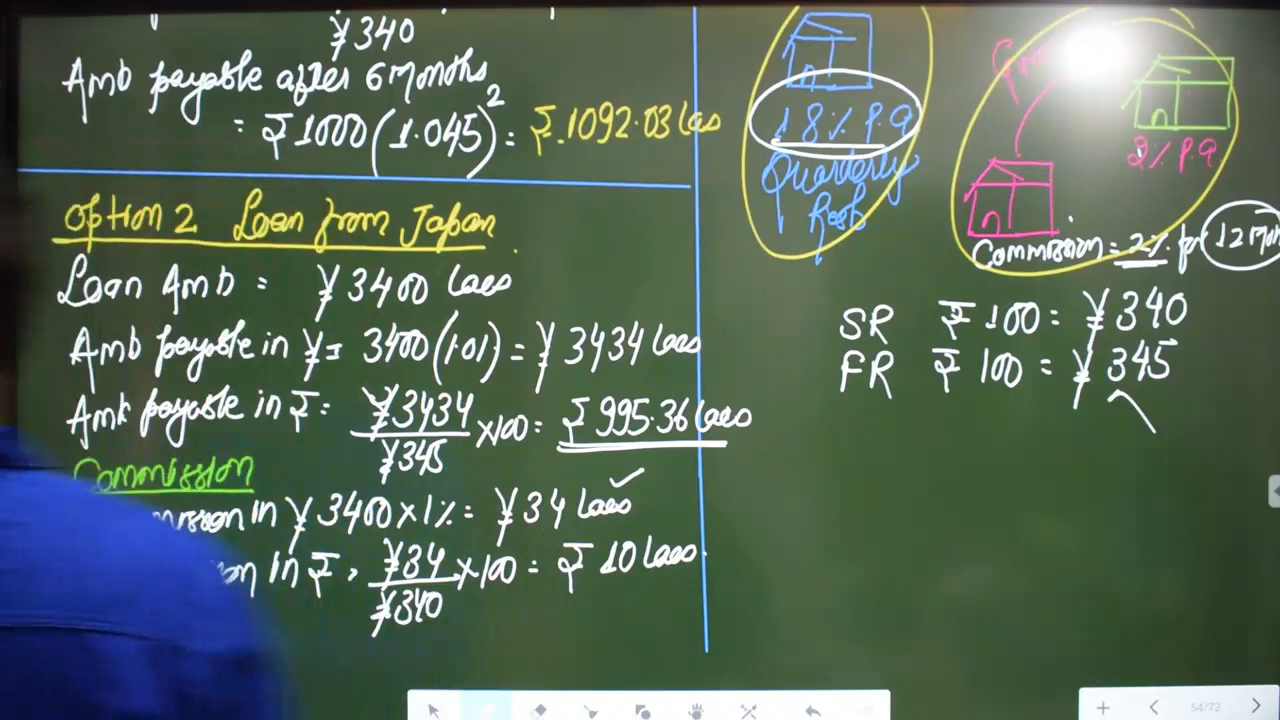 ¥340
Amt payable after 6 Months
= ₹1000(1.045)² = ₹.1092.03 lacs
Option 2 Loan from Japan
Loan Amt = ¥3400 lacs
Amt payable in ¥ = 3400(1.01) = ¥3434 lacs
Amt payable in ₹ = ¥3434/¥345 ×100 = ₹995.36 lacs
Commission
in ¥3400×1% = ¥34 lacs ✓
in ₹, ¥34/¥340 ×100 = ₹10 lacs
18% P.a
Quarterly
Rest
2% P.a.
Commission = 2% for 12 Mon
SR ₹100 = ¥340
FR ₹100 = ¥345
54/72